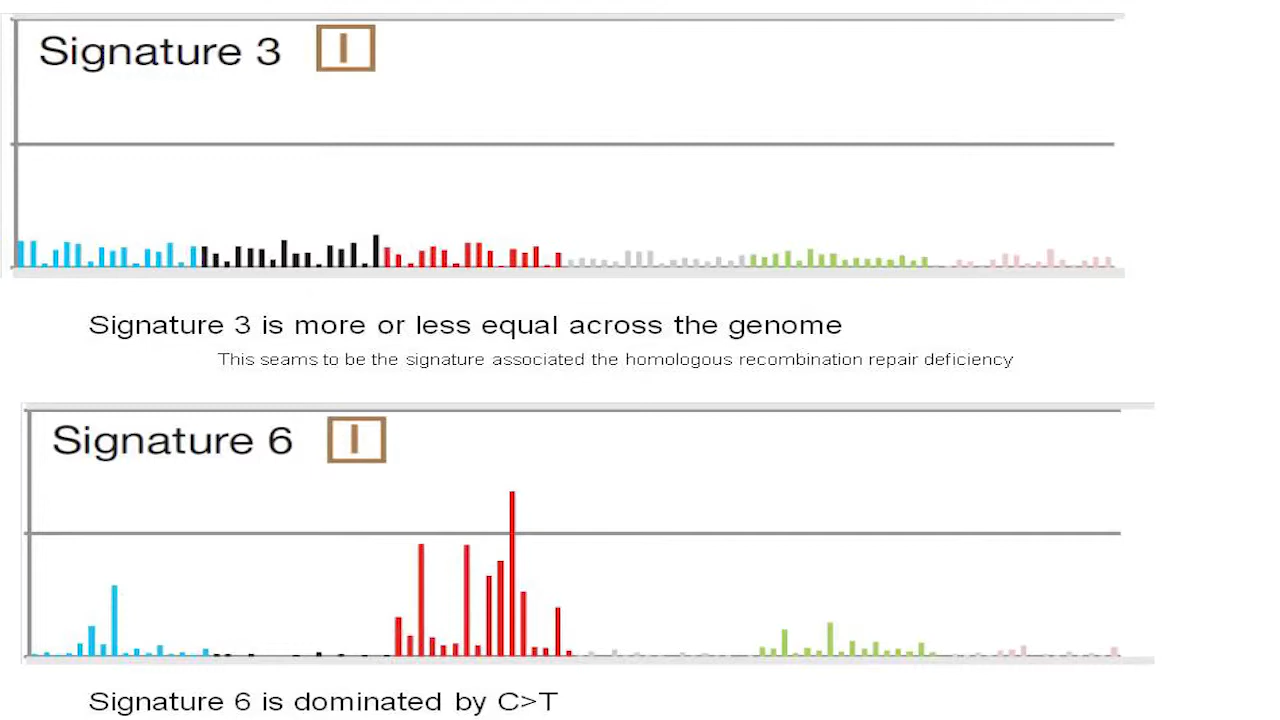 Signature 3 I
Signature 3 is more or less equal across the genome
This seams to be the signature associated the homologous recombination repair deficiency
Signature 6 I
Signature 6 is dominated by C>T